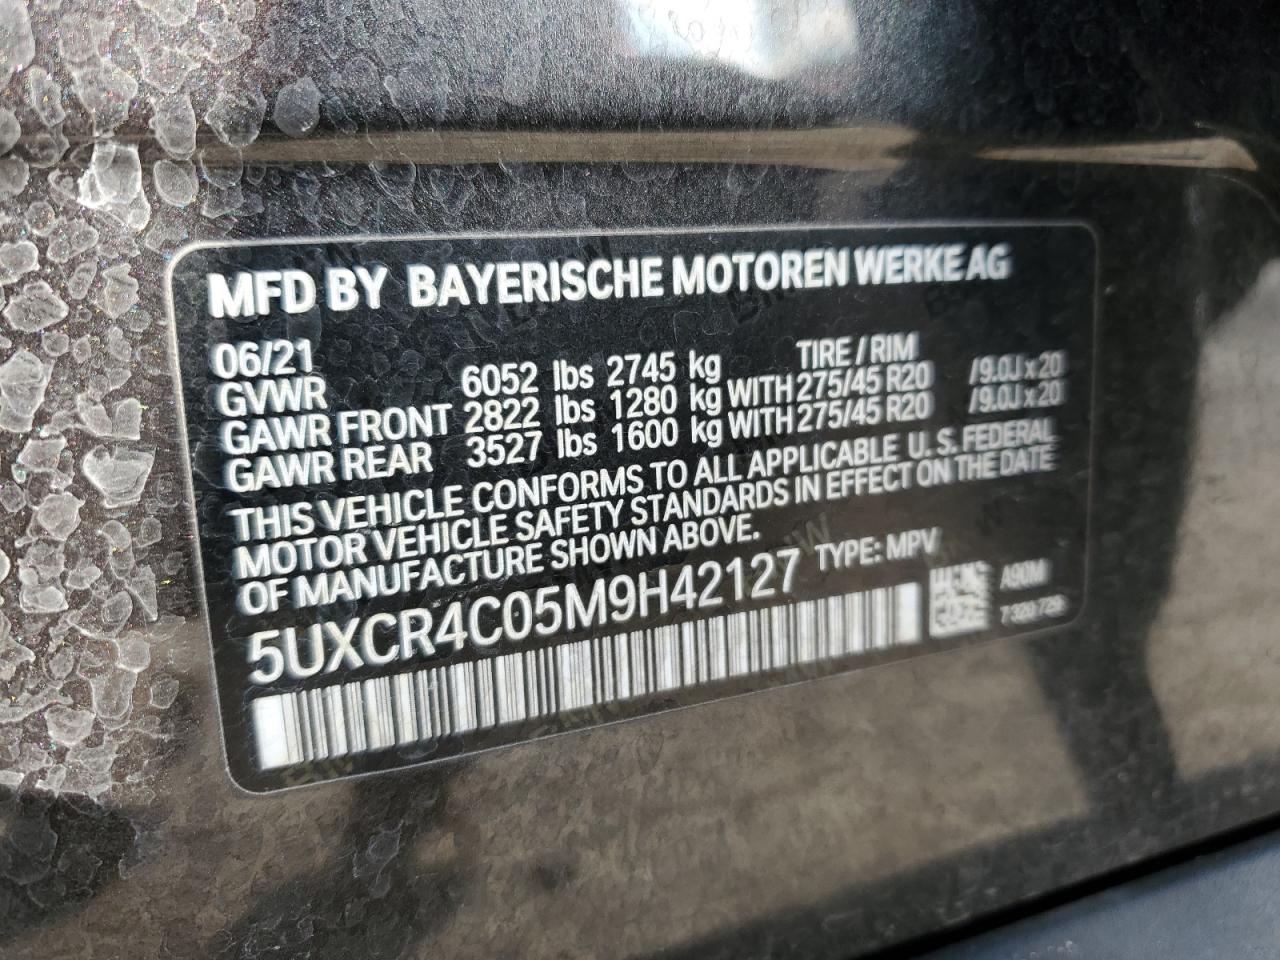 MFD BY BAYERISCHE MOTOREN WERKE AG
06/21 TIRE / RIM
GVWR 6052 lbs 2745 kg
GAWR FRONT 2822 lbs 1280 kg WITH 275/45 R20 /9.0J x 20
GAWR REAR 3527 lbs 1600 kg WITH 275/45 R20 /9.0J x 20
THIS VEHICLE CONFORMS TO ALL APPLICABLE U.S. FEDERAL
MOTOR VEHICLE SAFETY STANDARDS IN EFFECT ON THE DATE
OF MANUFACTURE SHOWN ABOVE.
5UXCR4C05M9H42127 TYPE: MPV
A90M
7 320 726